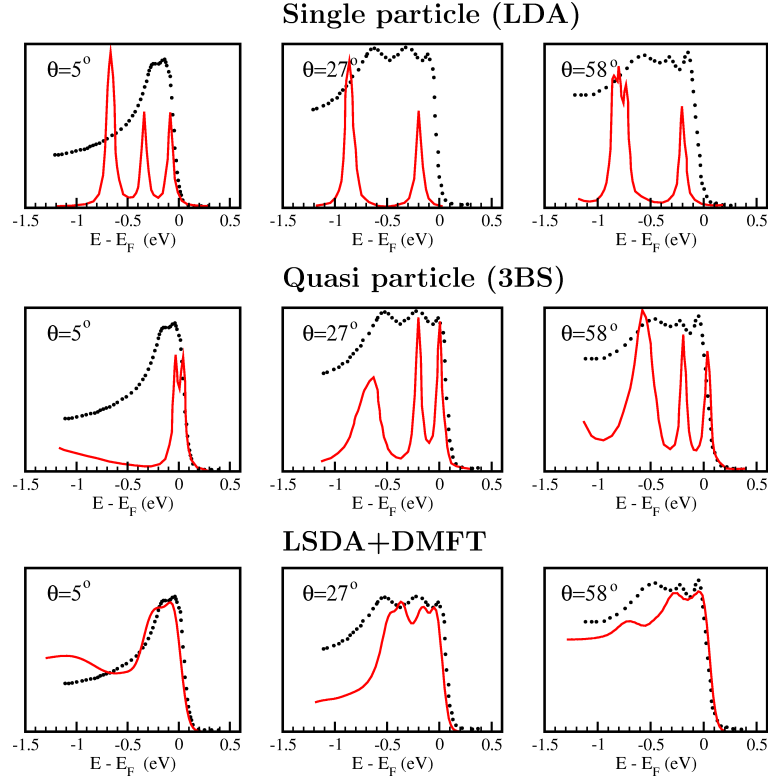 Single particle (LDA)
θ=5° θ=27° θ=58°
-1.5 -1 -0.5 0 0.5 -1.5 -1 -0.5 0 0.5 -1.5 -1 -0.5 0 0.5
E - E_F (eV) E - E_F (eV) E - E_F (eV)
Quasi particle (3BS)
θ=5° θ=27° θ=58°
-1.5 -1 -0.5 0 0.5 -1.5 -1 -0.5 0 0.5 -1.5 -1 -0.5 0 0.5
E - E_F (eV) E - E_F (eV) E - E_F (eV)
LSDA+DMFT
θ=5° θ=27° θ=58°
-1.5 -1 -0.5 0 0.5 -1.5 -1 -0.5 0 0.5 -1.5 -1 -0.5 0 0.5
E - E_F (eV) E - E_F (eV) E - E_F (eV)